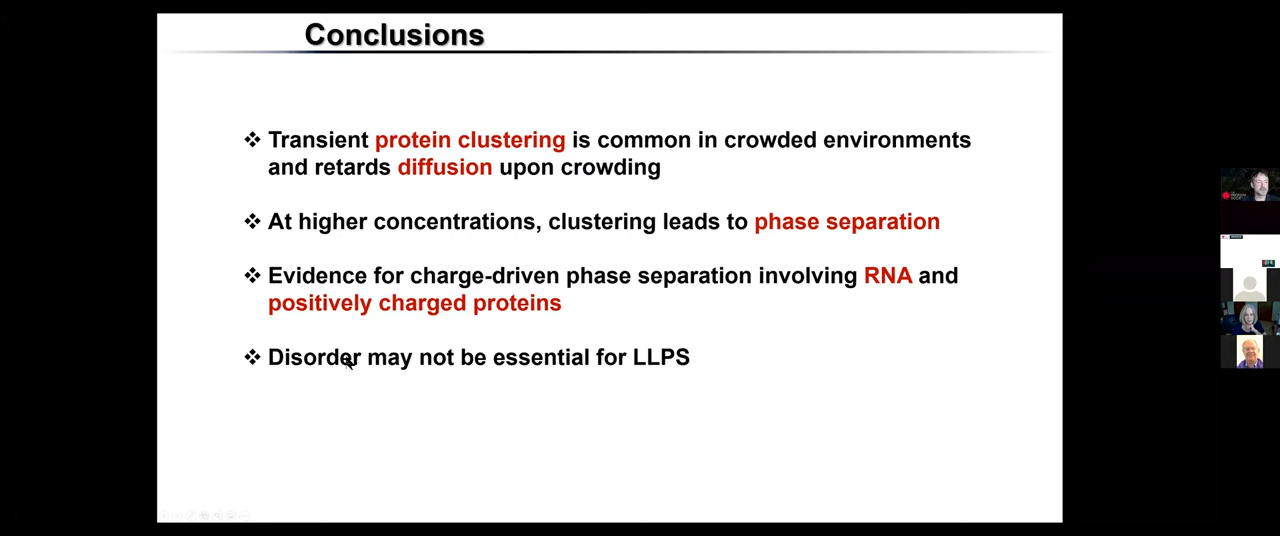 Conclusions
❖ Transient protein clustering is common in crowded environments
and retards diffusion upon crowding
❖ At higher concentrations, clustering leads to phase separation
❖ Evidence for charge-driven phase separation involving RNA and
positively charged proteins
❖ Disorder may not be essential for LLPS